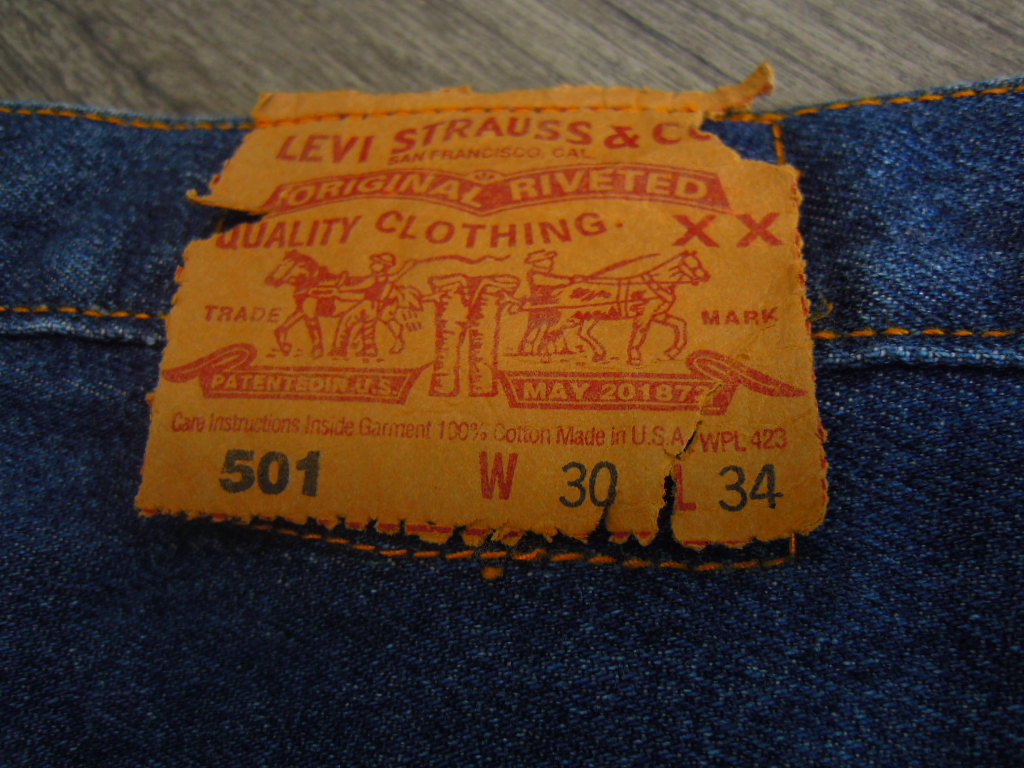 LEVI STRAUSS & CO
SAN FRANCISCO, CAL.
ORIGINAL RIVETED
QUALITY CLOTHING. XX
TRADE MARK
PATENTED IN U.S. MAY 20 1873
Care Instructions Inside Garment 100% Cotton Made in U.S.A. WPL 423
501 W 30 L 34